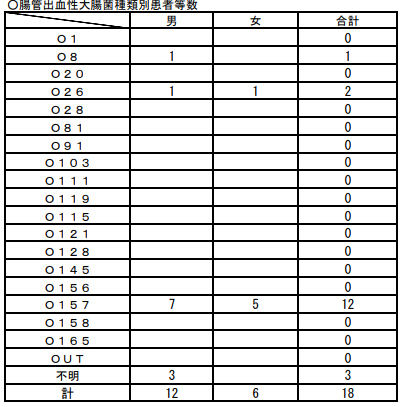 〇腸管出血性大腸菌種類別患者等数
男 女 合計
Ｏ１ 0
Ｏ８ 1 1
Ｏ２０ 0
Ｏ２６ 1 1 2
Ｏ２８ 0
Ｏ８１ 0
Ｏ９１ 0
Ｏ１０３ 0
Ｏ１１１ 0
Ｏ１１９ 0
Ｏ１１５ 0
Ｏ１２１ 0
Ｏ１２８ 0
Ｏ１４５ 0
Ｏ１５６ 0
Ｏ１５７ 7 5 12
Ｏ１５８ 0
Ｏ１６５ 0
ＯＵＴ 0
不明 3 3
計 12 6 18